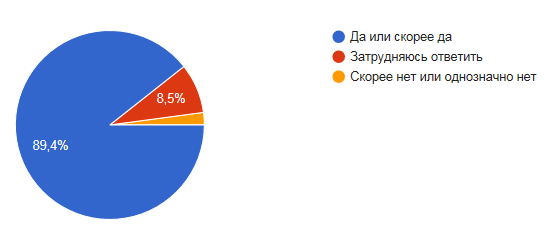 Да или скорее да
Затрудняюсь ответить
Скорее нет или однозначно нет
8,5%
89,4%